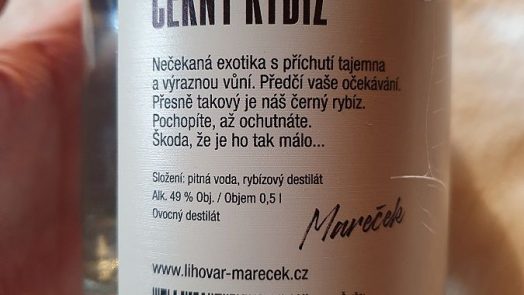 ČERNÝ RYBÍZ
Nečekaná exotika s příchutí tajemna
a výraznou vůní. Předčí vaše očekávání.
Přesně takový je náš černý rybíz.
Pochopíte, až ochutnáte.
Škoda, že je ho tak málo...
Složení: pitná voda, rybízový destilát
Alk. 49 % Obj. / Objem 0,5 l
Ovocný destilát
Mareček
www.lihovar-marecek.cz